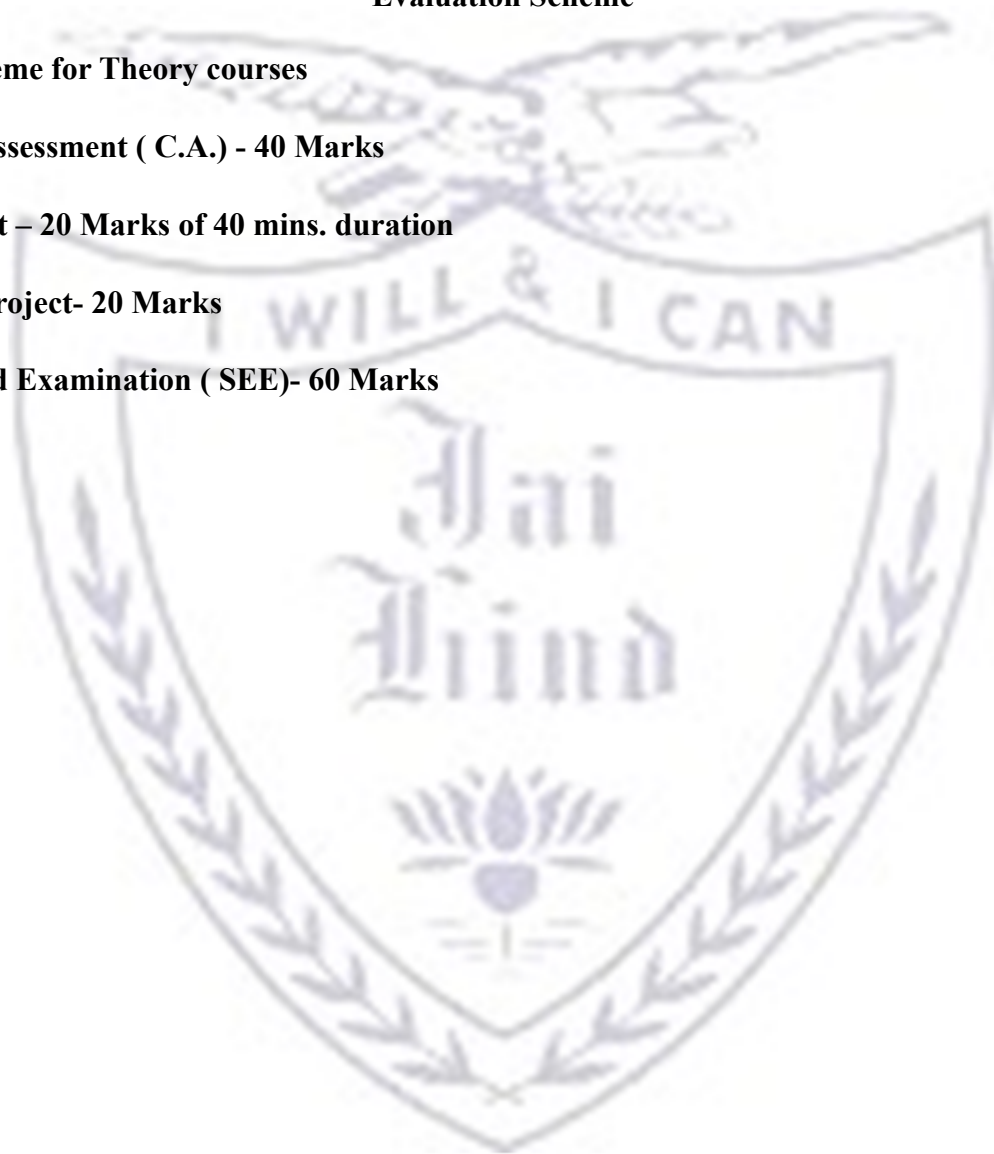 Evaluation Scheme
eme for Theory courses
ssessment ( C.A.) - 40 Marks
t – 20 Marks of 40 mins. duration
roject- 20 Marks
d Examination ( SEE)- 60 Marks
I WILL & I CAN
Jai
Hind